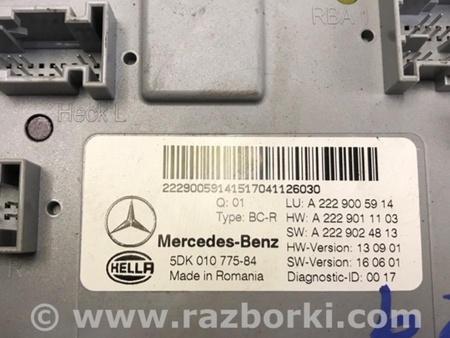 RBA 1
Heck L
22290059141517041126030
Q: 01
LU: A 222 900 59 14
Type: BC-R
HW: A 222 901 11 03
SW: A 222 902 48 13
Mercedes-Benz
HW-Version: 13 09 01
HELLA
5DK 010 775-84
SW-Version: 16 06 01
Made in Romania
Diagnostic-ID: 00 17
www.razborki.com